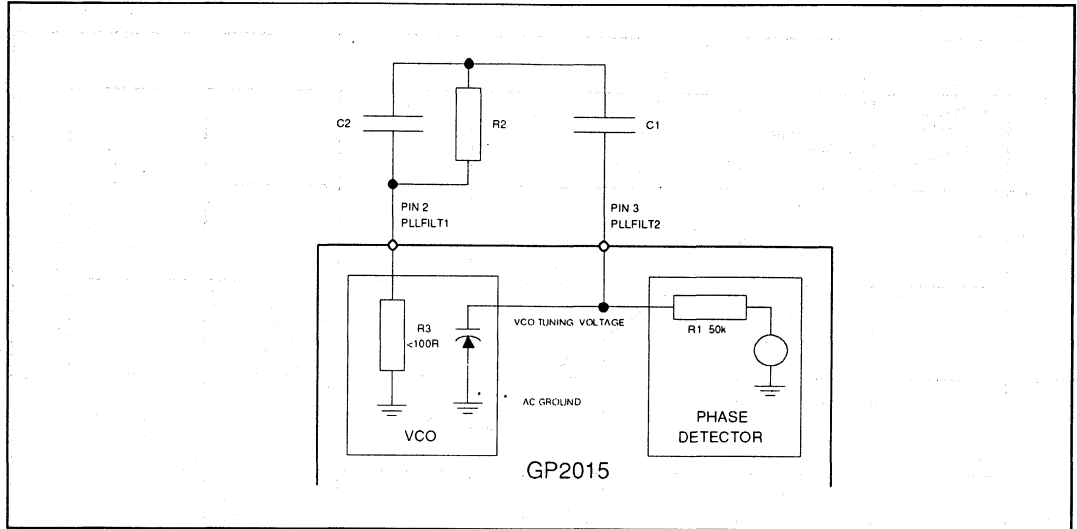 C2
R2
C1
PIN 2
PLLFILT1
PIN 3
PLLFILT2
R3
<100R
VCO TUNING VOLTAGE
R1 50k
AC GROUND
VCO
PHASE
DETECTOR
GP2015